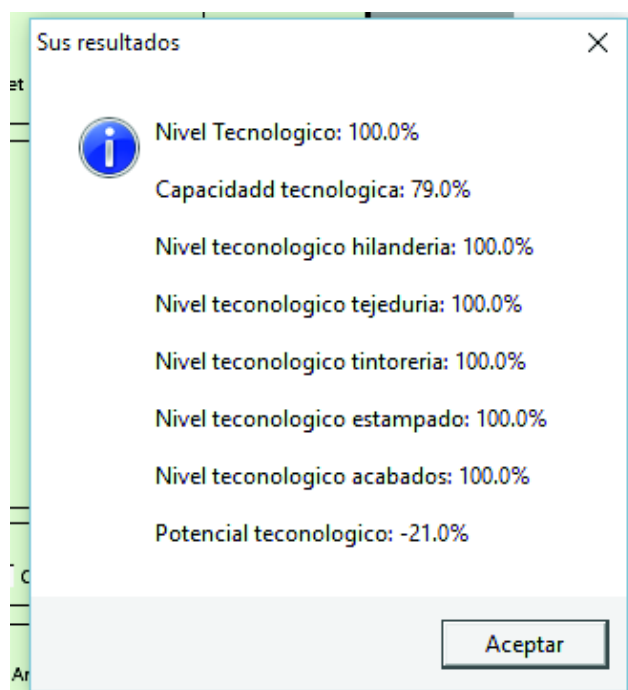 Sus resultados
et
Nivel Tecnologico: 100.0%
Capacidadd tecnologica: 79.0%
Nivel teconologico hilanderia: 100.0%
Nivel teconologico tejeduria: 100.0%
Nivel teconologico tintoreria: 100.0%
Nivel teconologico estampado: 100.0%
Nivel teconologico acabados: 100.0%
Potencial teconologico: -21.0%
C
Aceptar
Ar